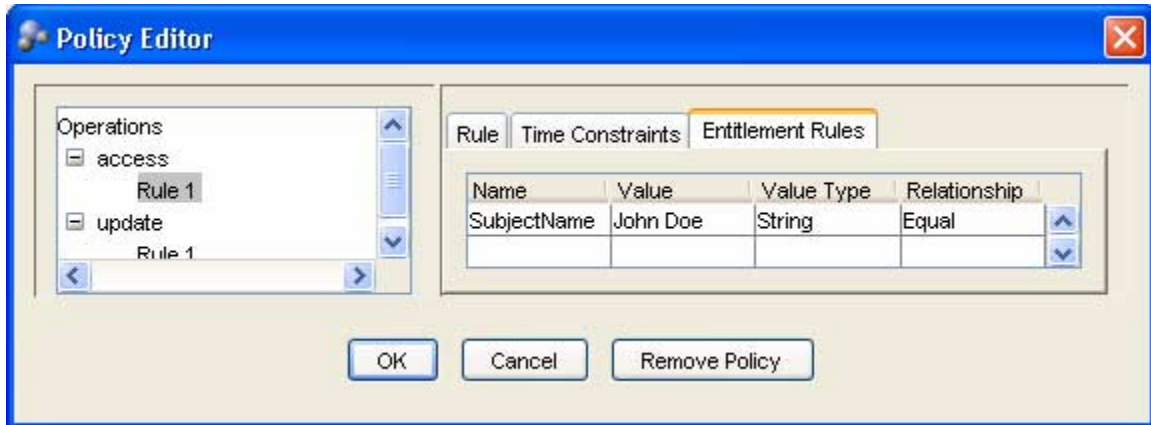 Policy Editor
Operations
access
Rule 1
update
Rule 1
Rule Time Constraints Entitlement Rules
Name Value Value Type Relationship
SubjectName John Doe String Equal
OK Cancel Remove Policy